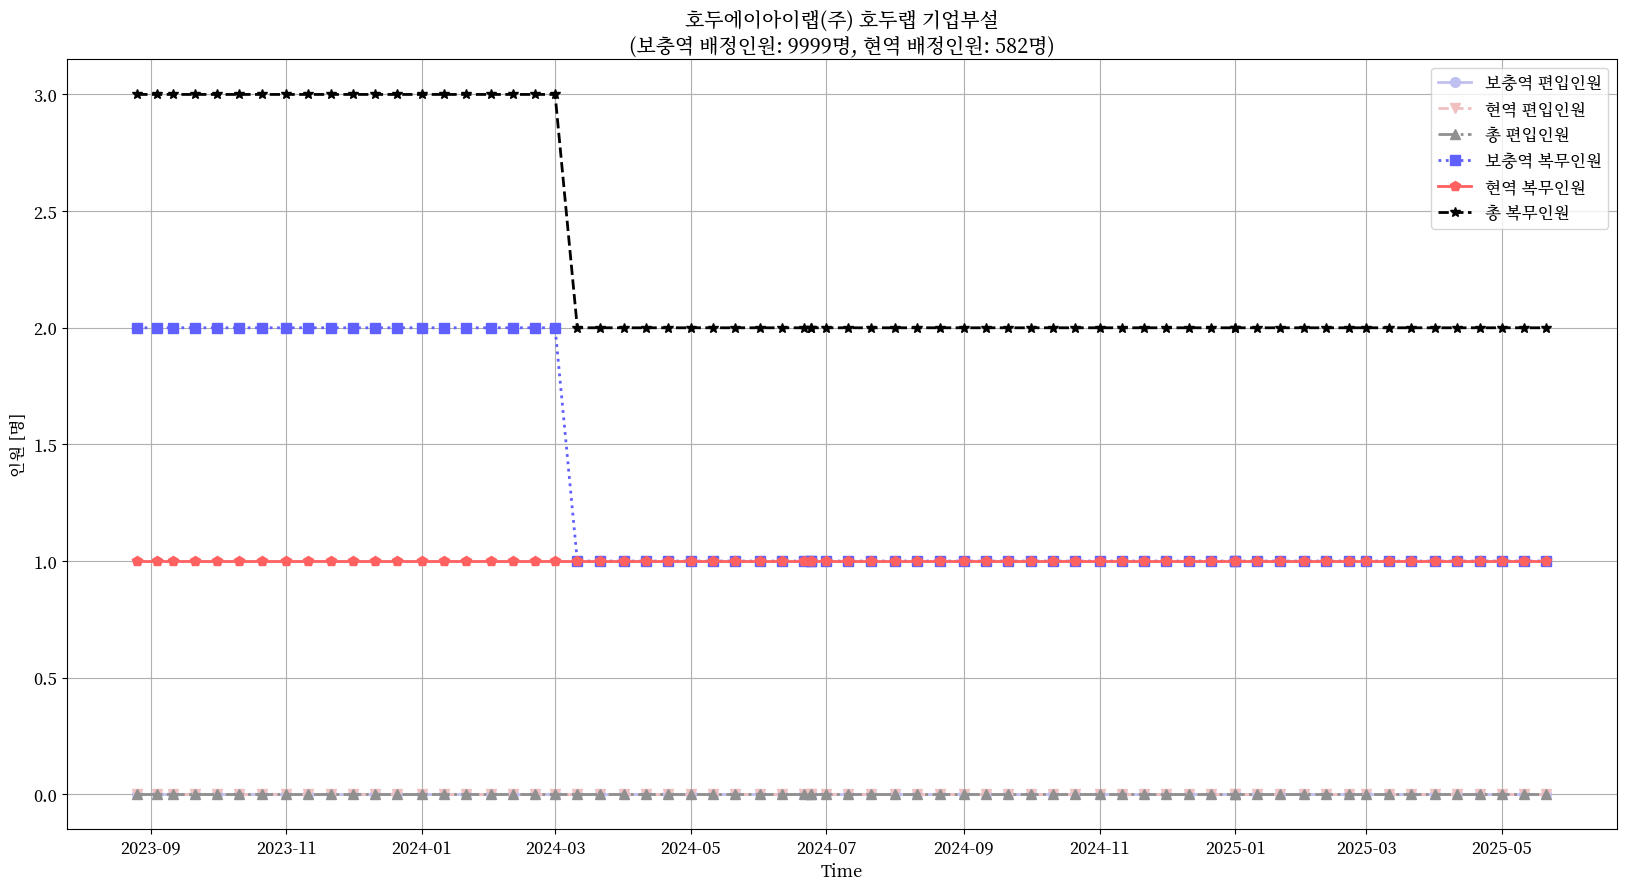 호두에이아이랩(주) 호두랩 기업부설
(보충역 배정인원: 9999명, 현역 배정인원: 582명)
보충역 편입인원
현역 편입인원
총 편입인원
보충역 복무인원
현역 복무인원
총 복무인원
인원 [명]
3.0
2.5
2.0
1.5
1.0
0.5
0.0
2023-09 2023-11 2024-01 2024-03 2024-05 2024-07 2024-09 2024-11 2025-01 2025-03 2025-05
Time